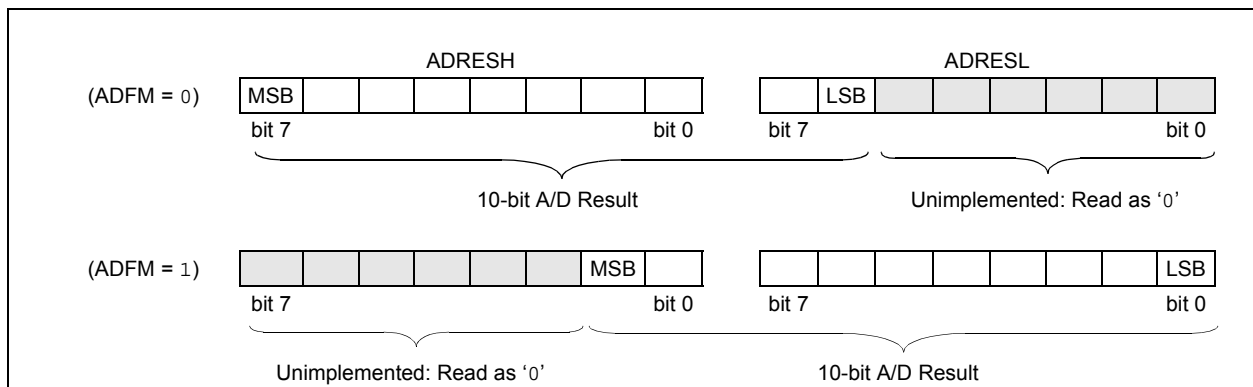 ADRESH ADRESL
(ADFM = 0) MSB LSB
bit 7 bit 0 bit 7 bit 0
10-bit A/D Result Unimplemented: Read as ‘0’
(ADFM = 1) MSB LSB
bit 7 bit 0 bit 7 bit 0
Unimplemented: Read as ‘0’ 10-bit A/D Result